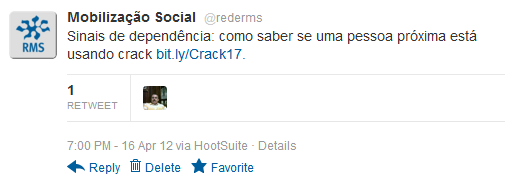 Mobilização Social @rederms
Sinais de dependência: como saber se uma pessoa próxima está
usando crack bit.ly/Crack17.
RMS
1
RETWEET
7:00 PM - 16 Apr 12 via HootSuite · Details
Reply Delete Favorite